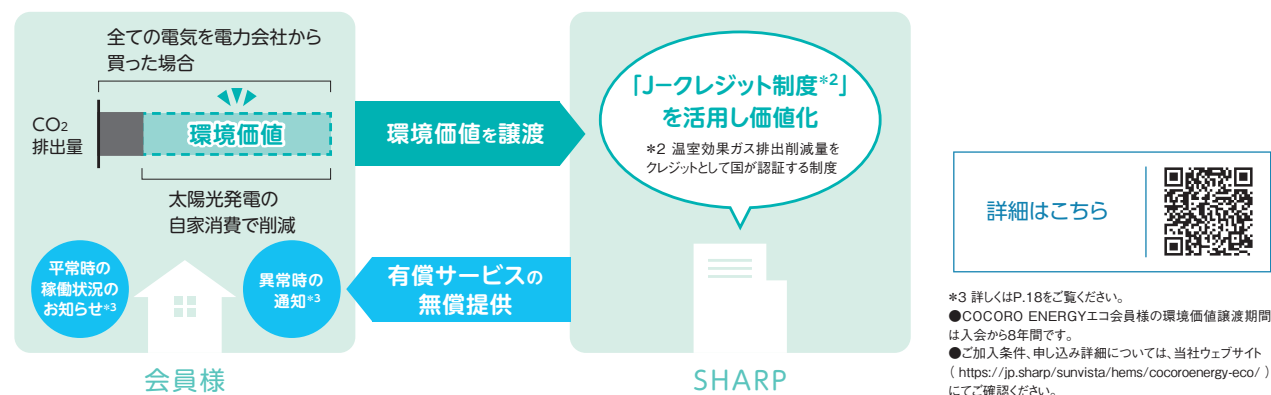 全ての電気を電力会社から
買った場合
CO2
排出量
環境価値
太陽光発電の
自家消費で削減
平常時の
稼働状況の
お知らせ*3
異常時の
通知*3
会員様
環境価値を譲渡
有償サービスの
無償提供
「J-クレジット制度*2」
を活用し価値化
*2 温室効果ガス排出削減量を
クレジットとして国が認証する制度
SHARP
詳細はこちら
*3 詳しくはP.18をご覧ください。
●COCORO ENERGYエコ会員様の環境価値譲渡期間
は入会から8年間です。
●ご加入条件、申し込み詳細については、当社ウェブサイト
( https://jp.sharp/sunvista/hems/cocoroenergy-eco/ )
にてご確認ください。